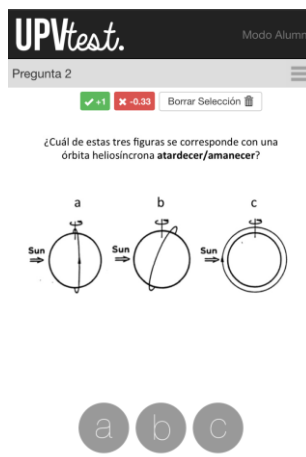 UPVtest.
Modo Alumn
Pregunta 2
+1
-0.33
Borrar Selección
¿Cuál de estas tres figuras se corresponde con una
órbita heliosíncrona atardecer/amanecer?
a b c
Sun Sun Sun
a b c